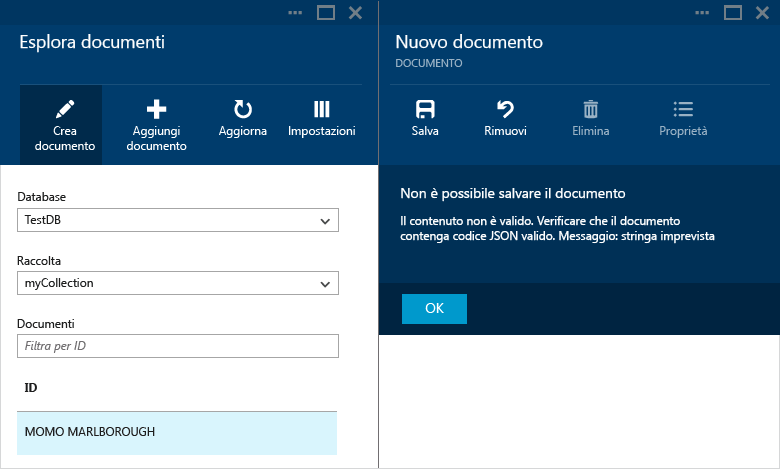 Esplora documenti
Crea
documento
Aggiungi
documento
Aggiorna
Impostazioni
Database
TestDB
Raccolta
myCollection
Documenti
Filtra per ID
ID
MOMO MARLBOROUGH
Nuovo documento
DOCUMENTO
Salva
Rimuovi
Elimina
Proprietà
Non è possibile salvare il documento
Il contenuto non è valido. Verificare che il documento
contenga codice JSON valido. Messaggio: stringa imprevista
OK